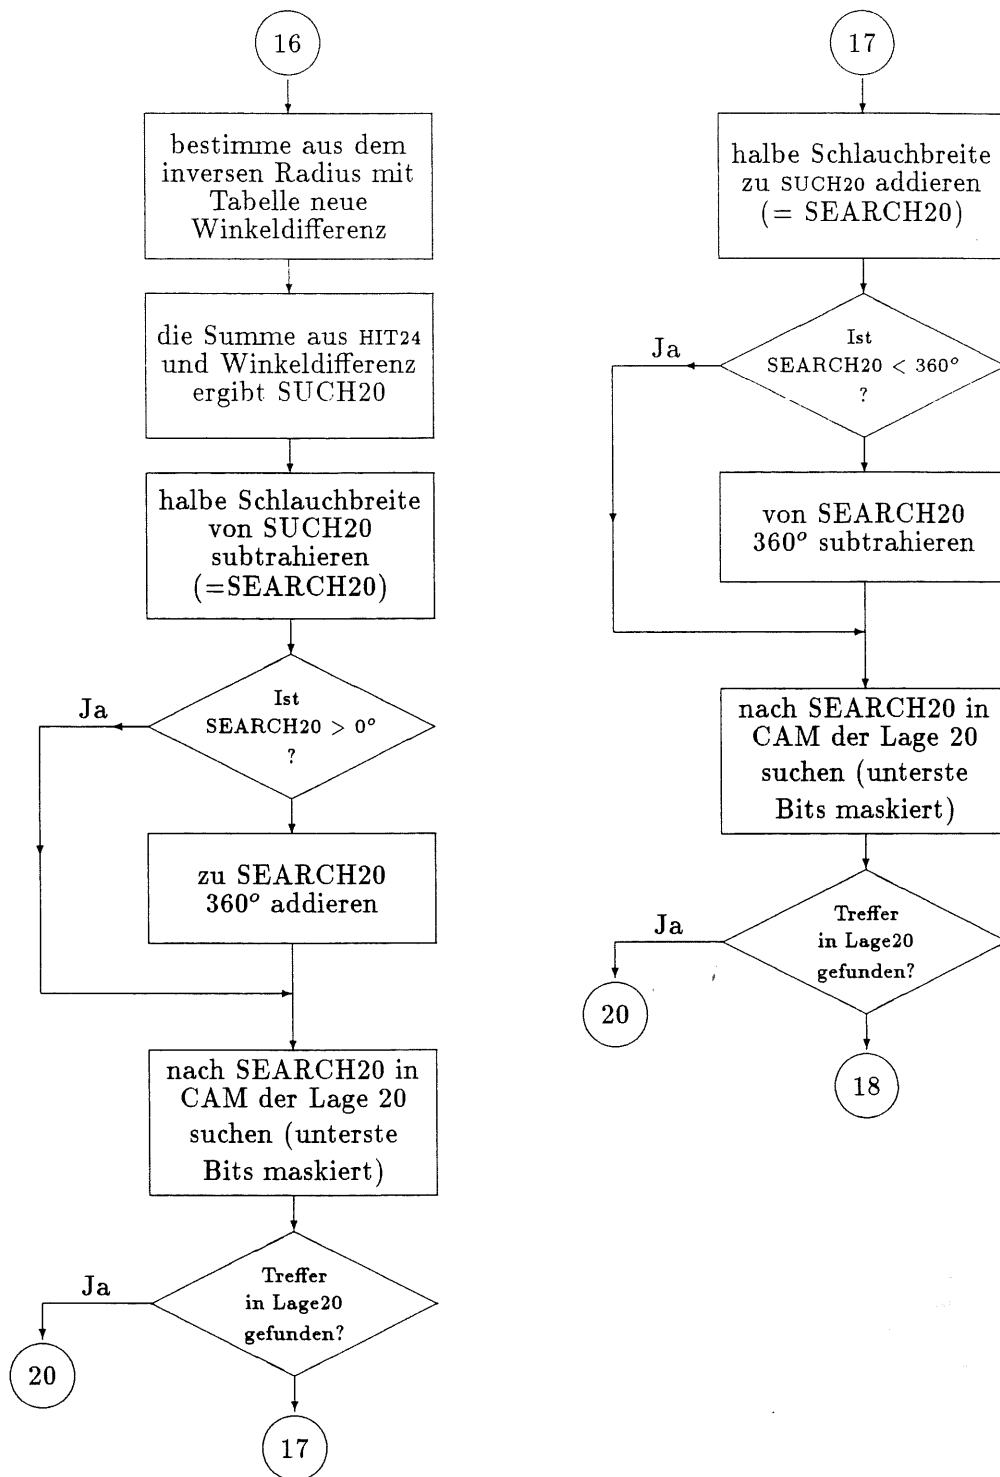 16
bestimme aus dem
inversen Radius mit
Tabelle neue
Winkeldifferenz
die Summe aus HIT24
und Winkeldifferenz
ergibt SUCH20
halbe Schlauchbreite
von SUCH20
subtrahieren
(=SEARCH20)
Ist
SEARCH20 > 0°
?
Ja
zu SEARCH20
360° addieren
nach SEARCH20 in
CAM der Lage 20
suchen (unterste
Bits maskiert)
Treffer
in Lage20
gefunden?
Ja
20
17
17
halbe Schlauchbreite
zu SUCH20 addieren
(= SEARCH20)
Ist
SEARCH20 < 360°
?
Ja
von SEARCH20
360° subtrahieren
nach SEARCH20 in
CAM der Lage 20
suchen (unterste
Bits maskiert)
Treffer
in Lage20
gefunden?
Ja
20
18